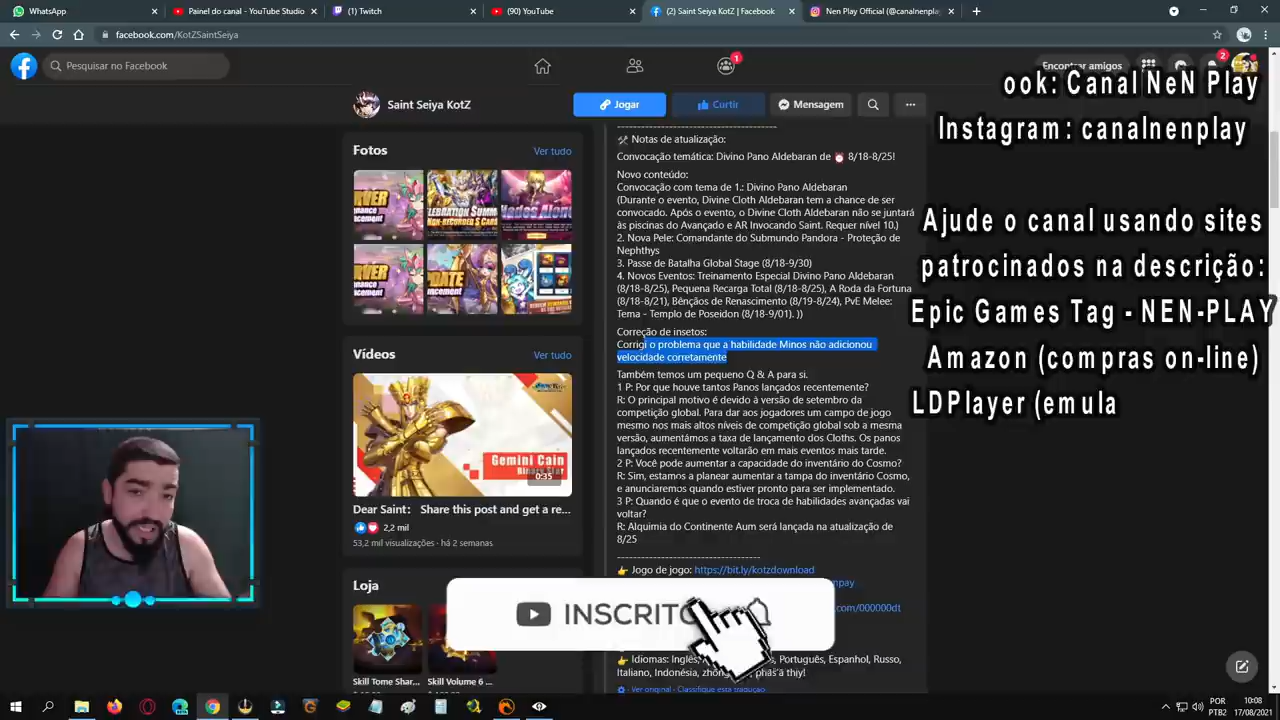 WhatsApp
Painel do canal - YouTube Studio
(1) Twitch
(90) YouTube
(2) Saint Seiya KotZ | Facebook
Nen Play Official (@canalnenpla
facebook.com/KotZSaintSeiya
Pesquisar no Facebook
1
Encontrar amigos
2
Saint Seiya KotZ
Jogar
Curtir
Mensagem
ook: Canal NeN Play
Instagram: canalnenplay
Ajude o canal usando sites
patrocinados na descrição:
Epic Games Tag - NEN-PLAY
Amazon (compras on-line)
LDPlayer (emula
Fotos
Ver tudo
Vídeos
Ver tudo
Gemini Cain
0:35
Dear Saint： Share this post and get a re...
2,2 mil
53,2 mil visualizações · há 2 semanas
Loja
Skill Tome Shar...
Skill Volume 6 ...
----------------------------------------
Notas de atualização:
Convocação temática: Divino Pano Aldebaran de ⏰ 8/18-8/25!
Novo conteúdo:
Convocação com tema de 1.: Divino Pano Aldebaran
(Durante o evento, Divine Cloth Aldebaran tem a chance de ser
convocado. Após o evento, o Divine Cloth Aldebaran não se juntará
às piscinas do Avanço e AR Invocando Saint. Requer nível 10.)
2. Nova Pele: Comandante do Submundo Pandora - Proteção de
Nephthys
3. Passe de Batalha Global Stage (8/18-9/30)
4. Novos Eventos: Treinamento Especial Divino Pano Aldebaran
(8/18-8/25), Pequena Recarga Total (8/18-8/25), A Roda da Fortuna
(8/18-8/21), Bênçãos de Renascimento (8/19-8/24), PvE Melee:
Tema - Templo de Poseidon (8/18-9/01). ))
Correção de insetos:
Corrigi o problema que a habilidade Minos não adicionou
velocidade corretamente
Também temos um pequeno Q & A para si.
1 P: Por que houve tantos Panos lançados recentemente?
R: O principal motivo é devido à versão de setembro da
competição global. Para dar aos jogadores um campo de jogo
mesmo nos mais altos níveis de competição global sob a mesma
versão, aumentámos a taxa de lançamento dos Cloths. Os panos
lançados recentemente voltarão em mais eventos mais tarde.
2 P: Você pode aumentar a capacidade do inventário do Cosmo?
R: Sim, estamos a planear aumentar a tampa do inventário Cosmo,
e anunciaremos quando estiver pronto para ser implementado.
3 P: Quando é que o evento de troca de habilidades avançadas vai
voltar?
R: Alquimia do Continente Aum será lançada na atualização de
8/25
------------------------------------
Jogo de jogo: https://bit.ly/kotzdownload
mpay
.com/000000dt
INSCRITO
Idiomas: Inglês, Português, Espanhol, Russo,
Italiano, Indonésia,
Ver original · Classifique esta tradução
POR
PTB2
10:08
17/08/2021